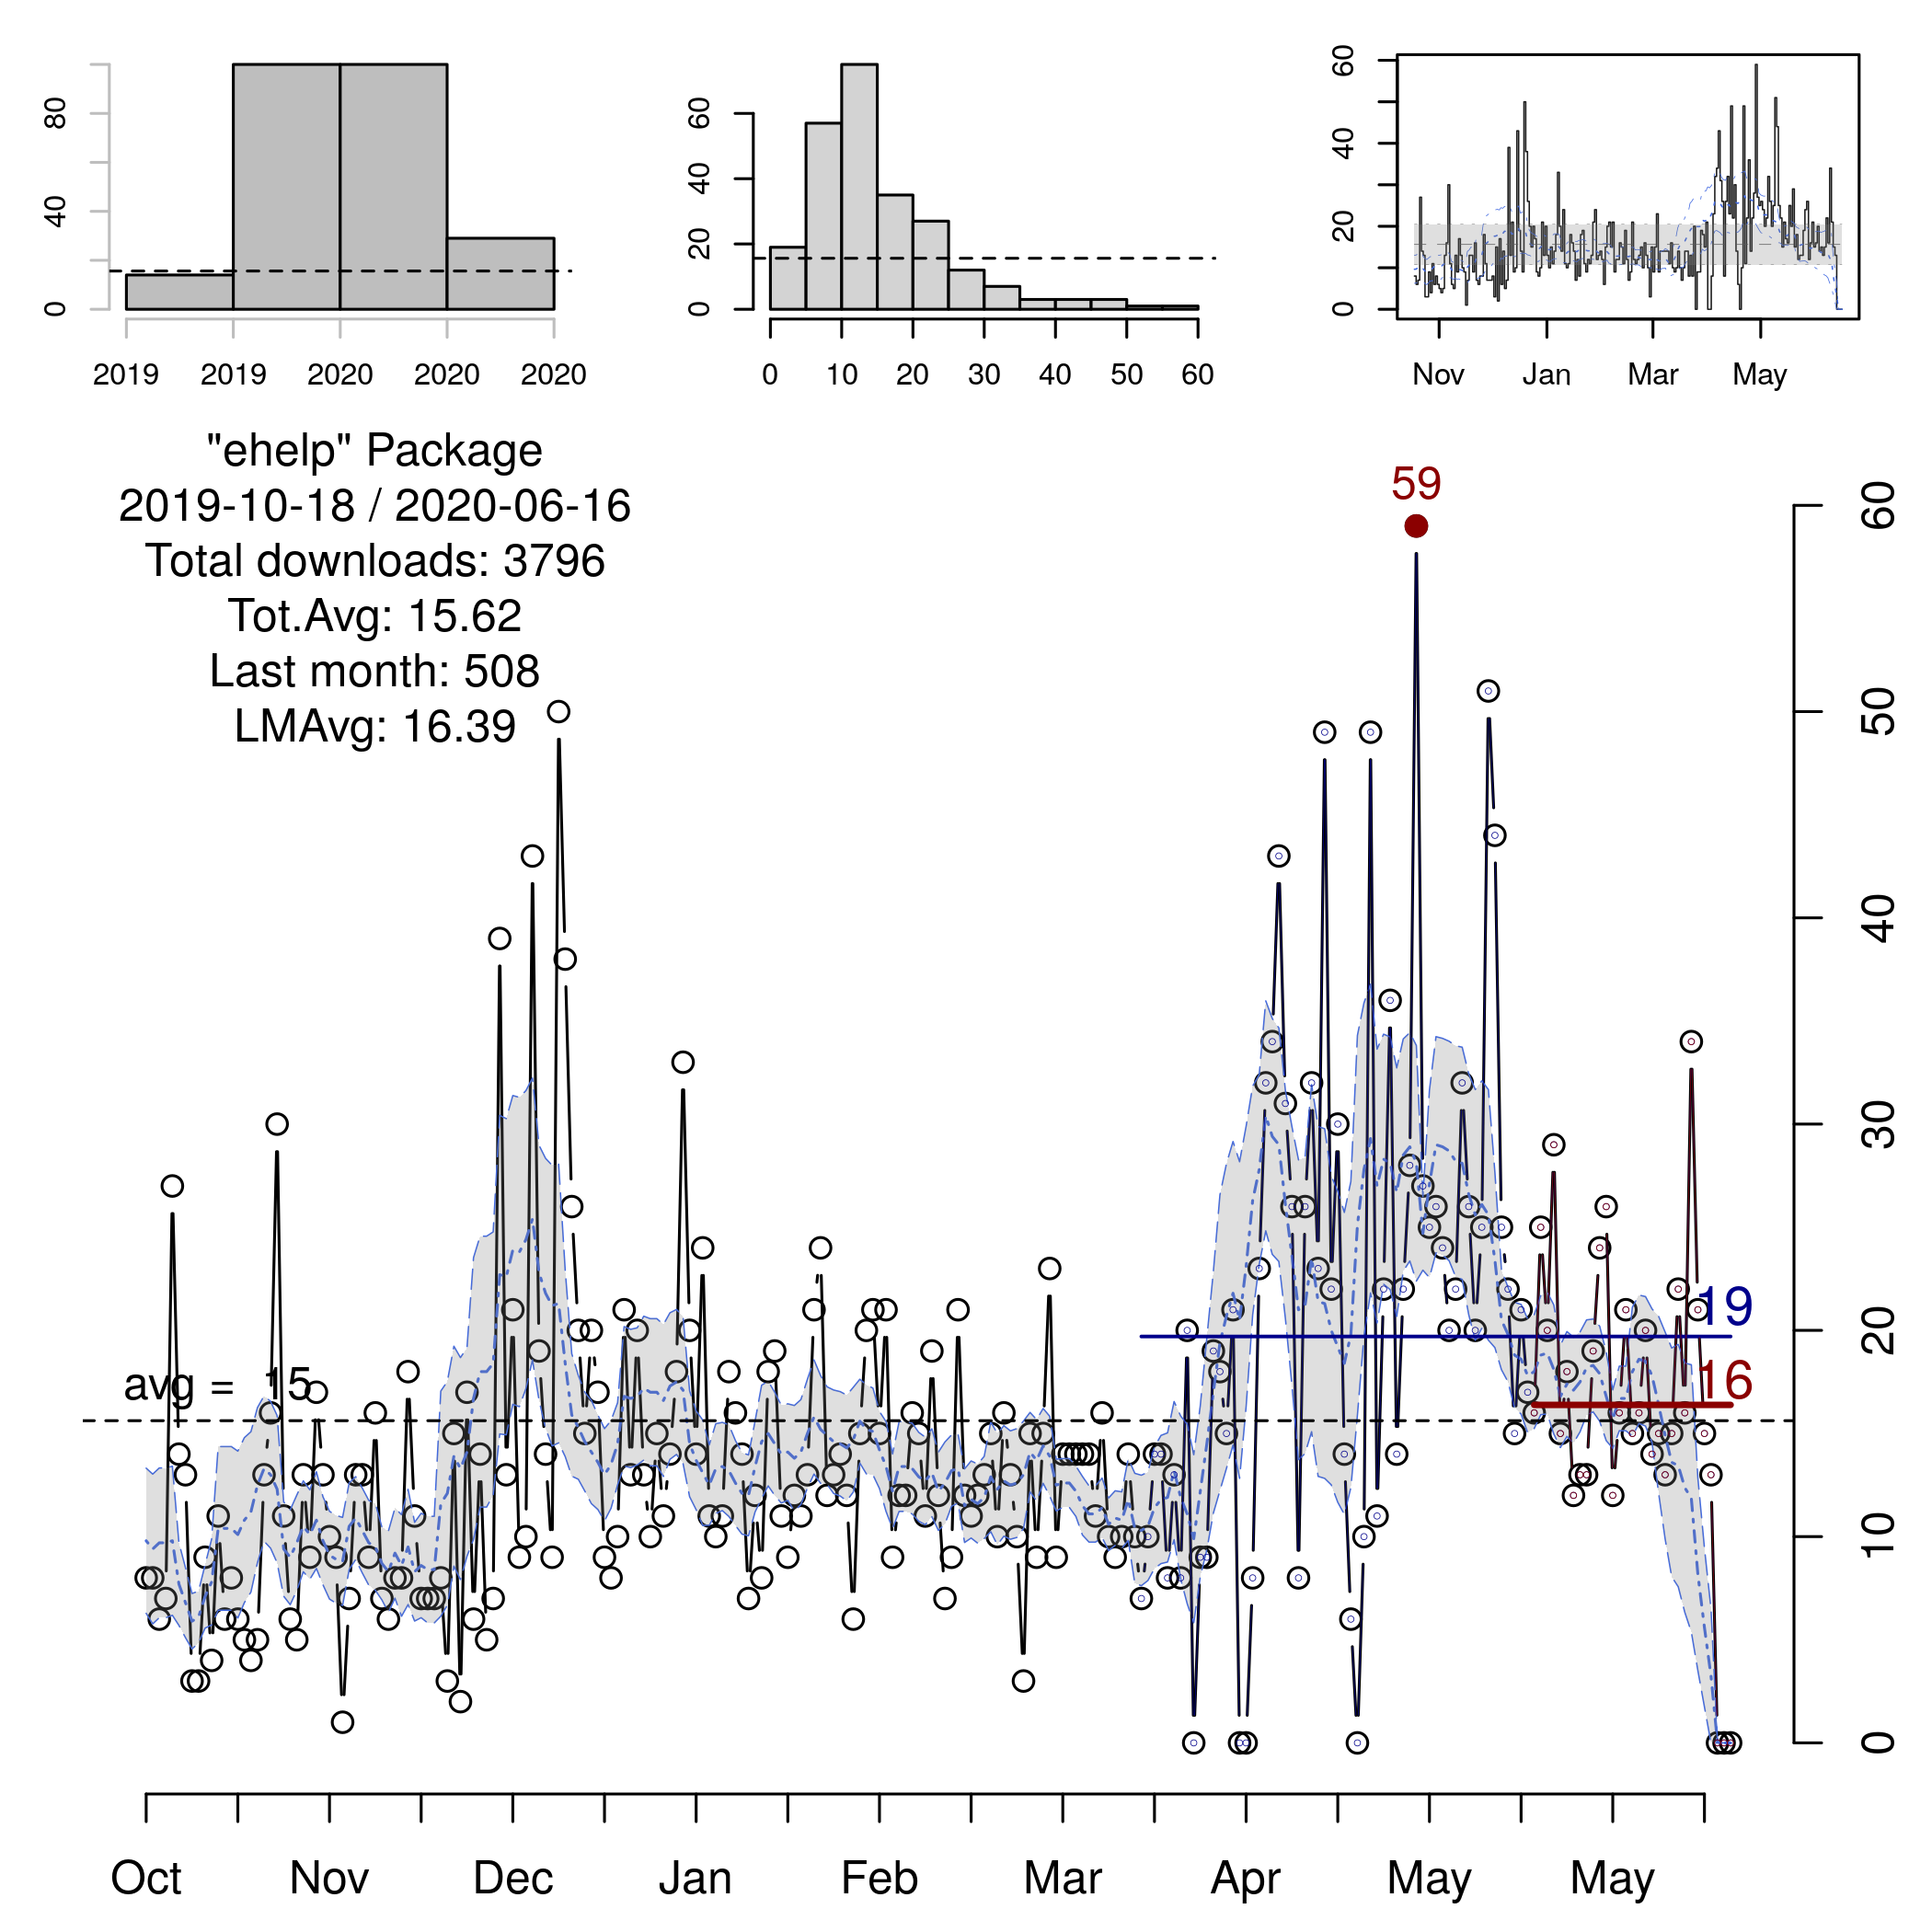 80
40
0
2019 2019 2020 2020 2020
60
40
20
0
0 10 20 30 40 50 60
60
40
20
0
Nov Jan Mar May
"ehelp" Package
2019-10-18 / 2020-06-16
Total downloads: 3796
Tot.Avg: 15.62
Last month: 508
LMAvg: 16.39
59
19
16
avg = 15
60
50
40
30
20
10
0
Oct Nov Dec Jan Feb Mar Apr May May